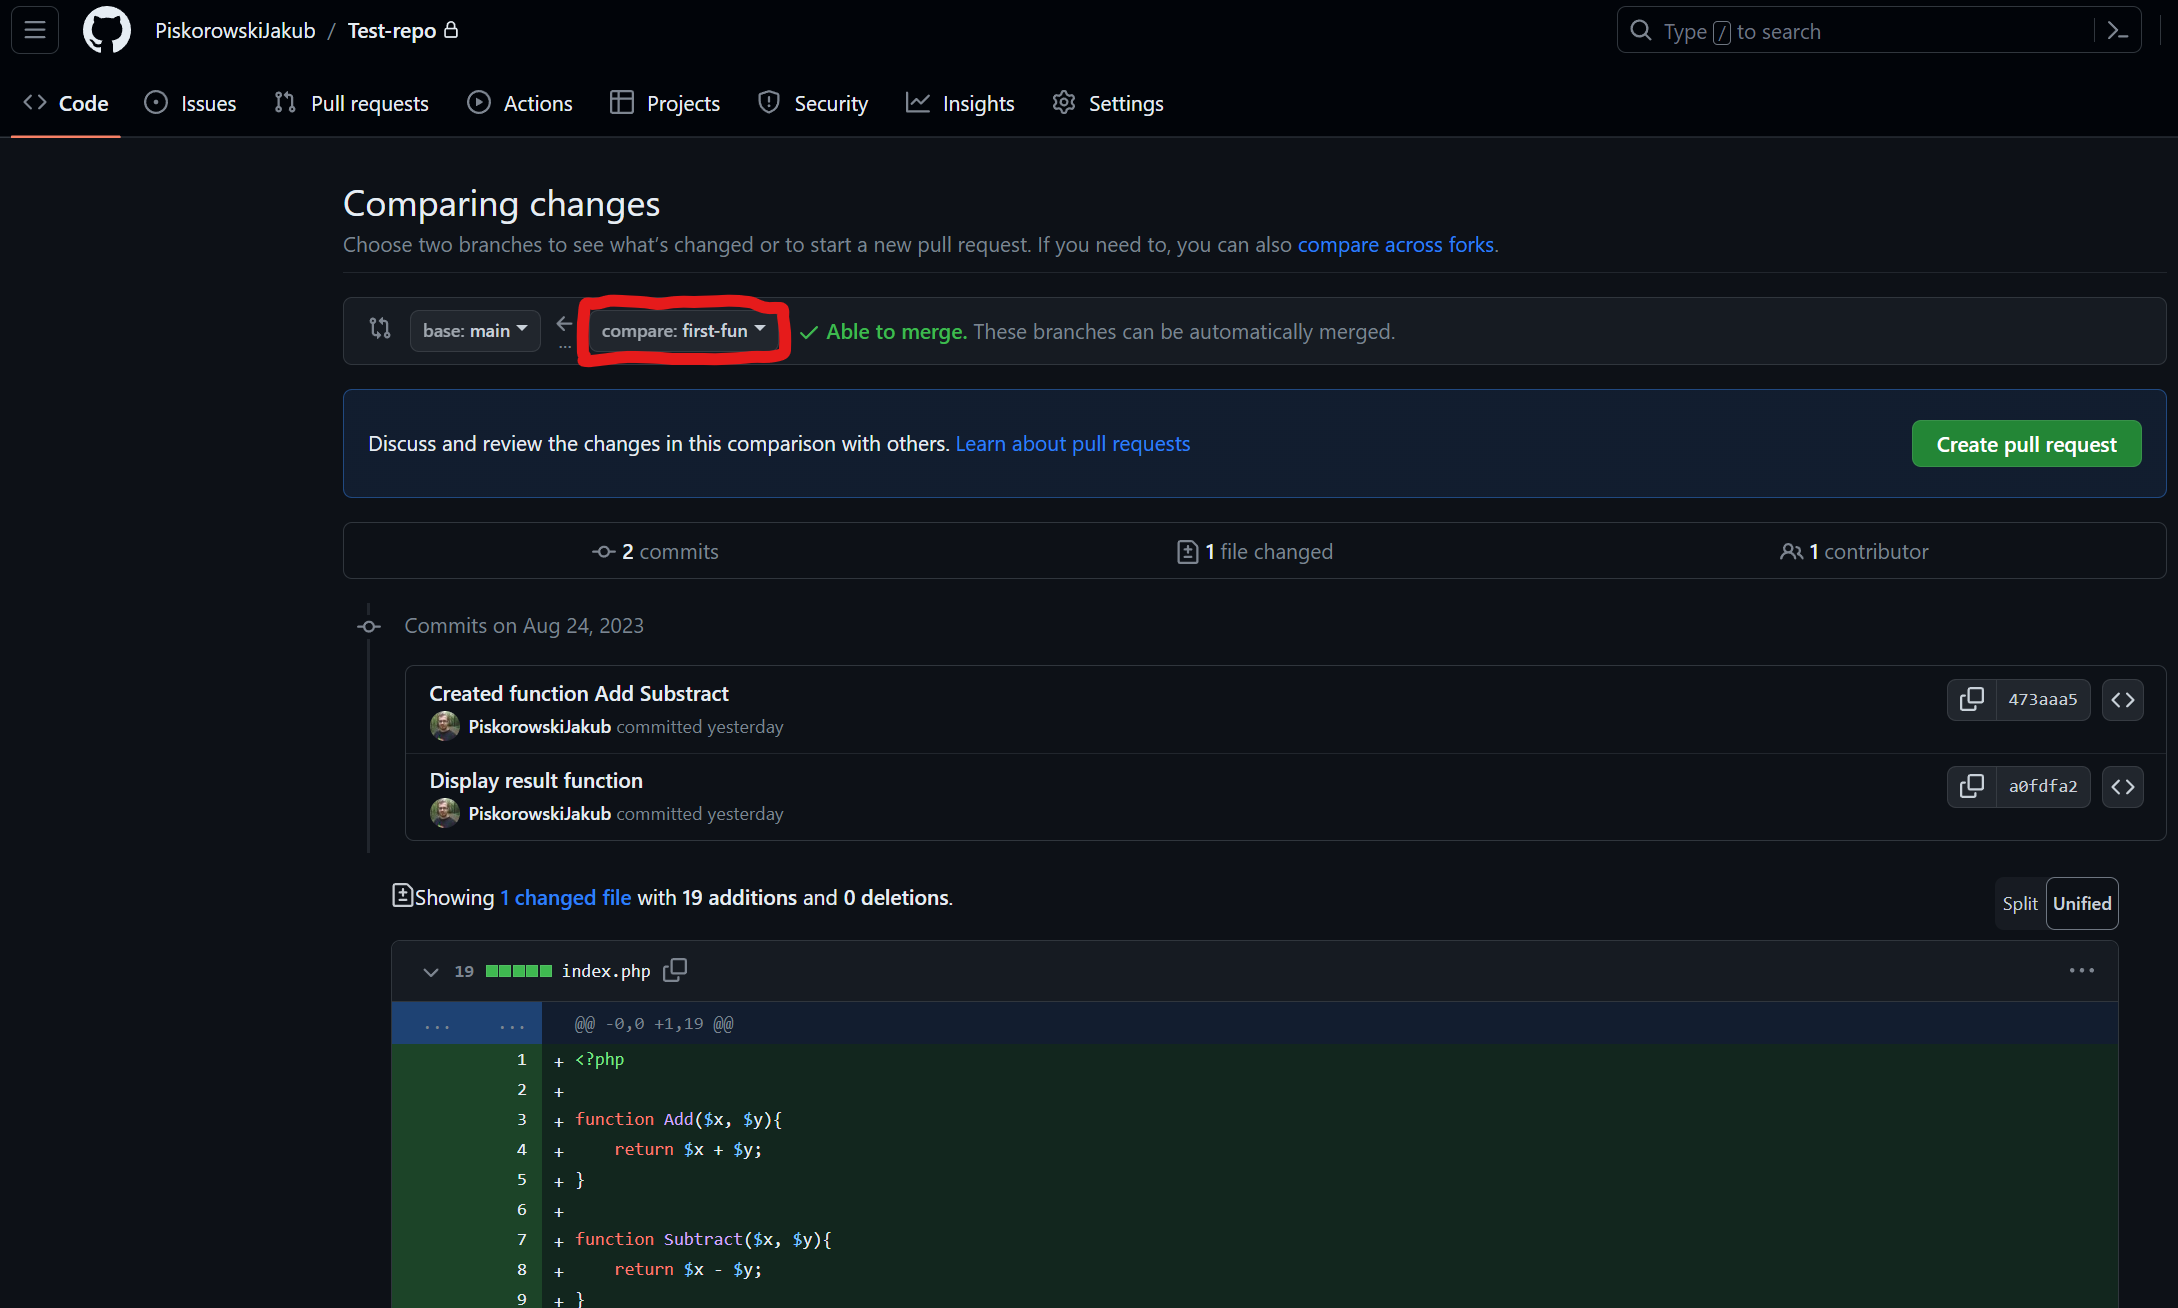 PiskorowskiJakub / Test-repo
Type / to search
Code Issues Pull requests Actions Projects Security Insights Settings
Comparing changes
Choose two branches to see what's changed or to start a new pull request. If you need to, you can also compare across forks.
base: main ← ... compare: first-fun ✓ Able to merge. These branches can be automatically merged.
Discuss and review the changes in this comparison with others. Learn about pull requests
Create pull request
2 commits 1 file changed 1 contributor
Commits on Aug 24, 2023
Created function Add Substract
473aaa5
PiskorowskiJakub committed yesterday
Display result function
a0fdfa2
PiskorowskiJakub committed yesterday
Showing 1 changed file with 19 additions and 0 deletions.
Split Unified
19 index.php
... ... @@ -0,0 +1,19 @@
1 + <?php
2 +
3 + function Add($x, $y){
4 + return $x + $y;
5 + }
6 +
7 + function Subtract($x, $y){
8 + return $x - $y;
9 + }